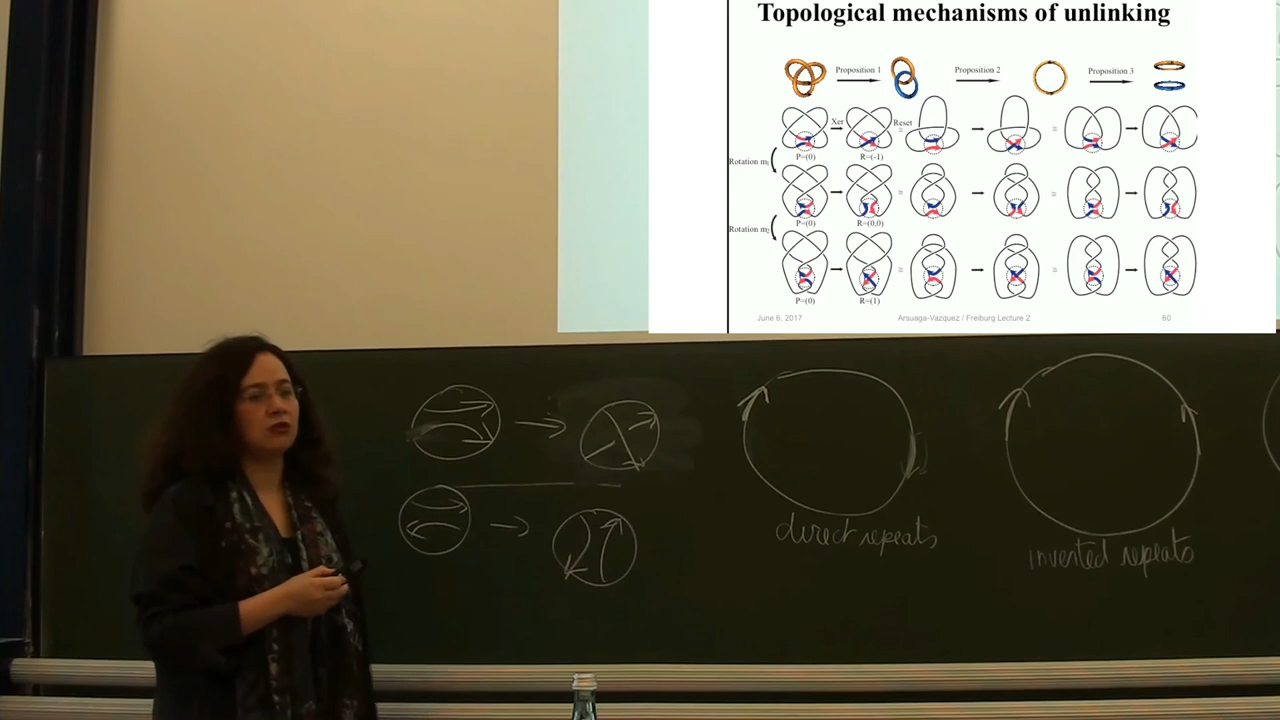 Topological mechanisms of unlinking
Proposition 1
Proposition 2
Proposition 3
Xer
Reset
P=(0)
R=(-1)
Rotation m₁
P=(0)
R=(0,0)
Rotation m₂
P=(0)
R=(1)
June 6, 2017
Arsuaga-Vazquez / Freiburg Lecture 2
60
direct repeats
inverted repeats